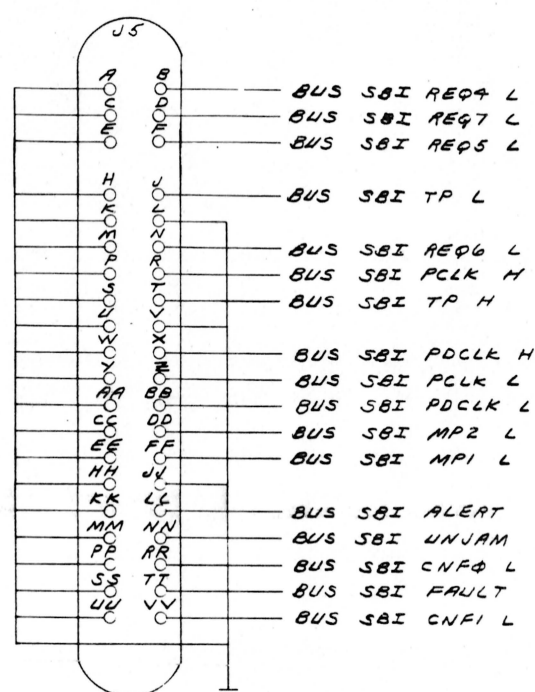 J5
A B BUS SBI REQ4 L
C D BUS SBI REQ7 L
E F BUS SBI REQ5 L
H J BUS SBI TP L
K L
M N BUS SBI REQ6 L
P R BUS SBI PCLK H
S T BUS SBI TP H
U V
W X BUS SBI PDCLK H
Y Z BUS SBI PCLK L
AA BB BUS SBI PDCLK L
CC DD BUS SBI MP2 L
EE FF BUS SBI MP1 L
HH JJ
KK LL BUS SBI ALERT
MM NN BUS SBI UNJAM
PP RR BUS SBI CNFØ L
SS TT BUS SBI FAULT
UU VV BUS SBI CNF1 L